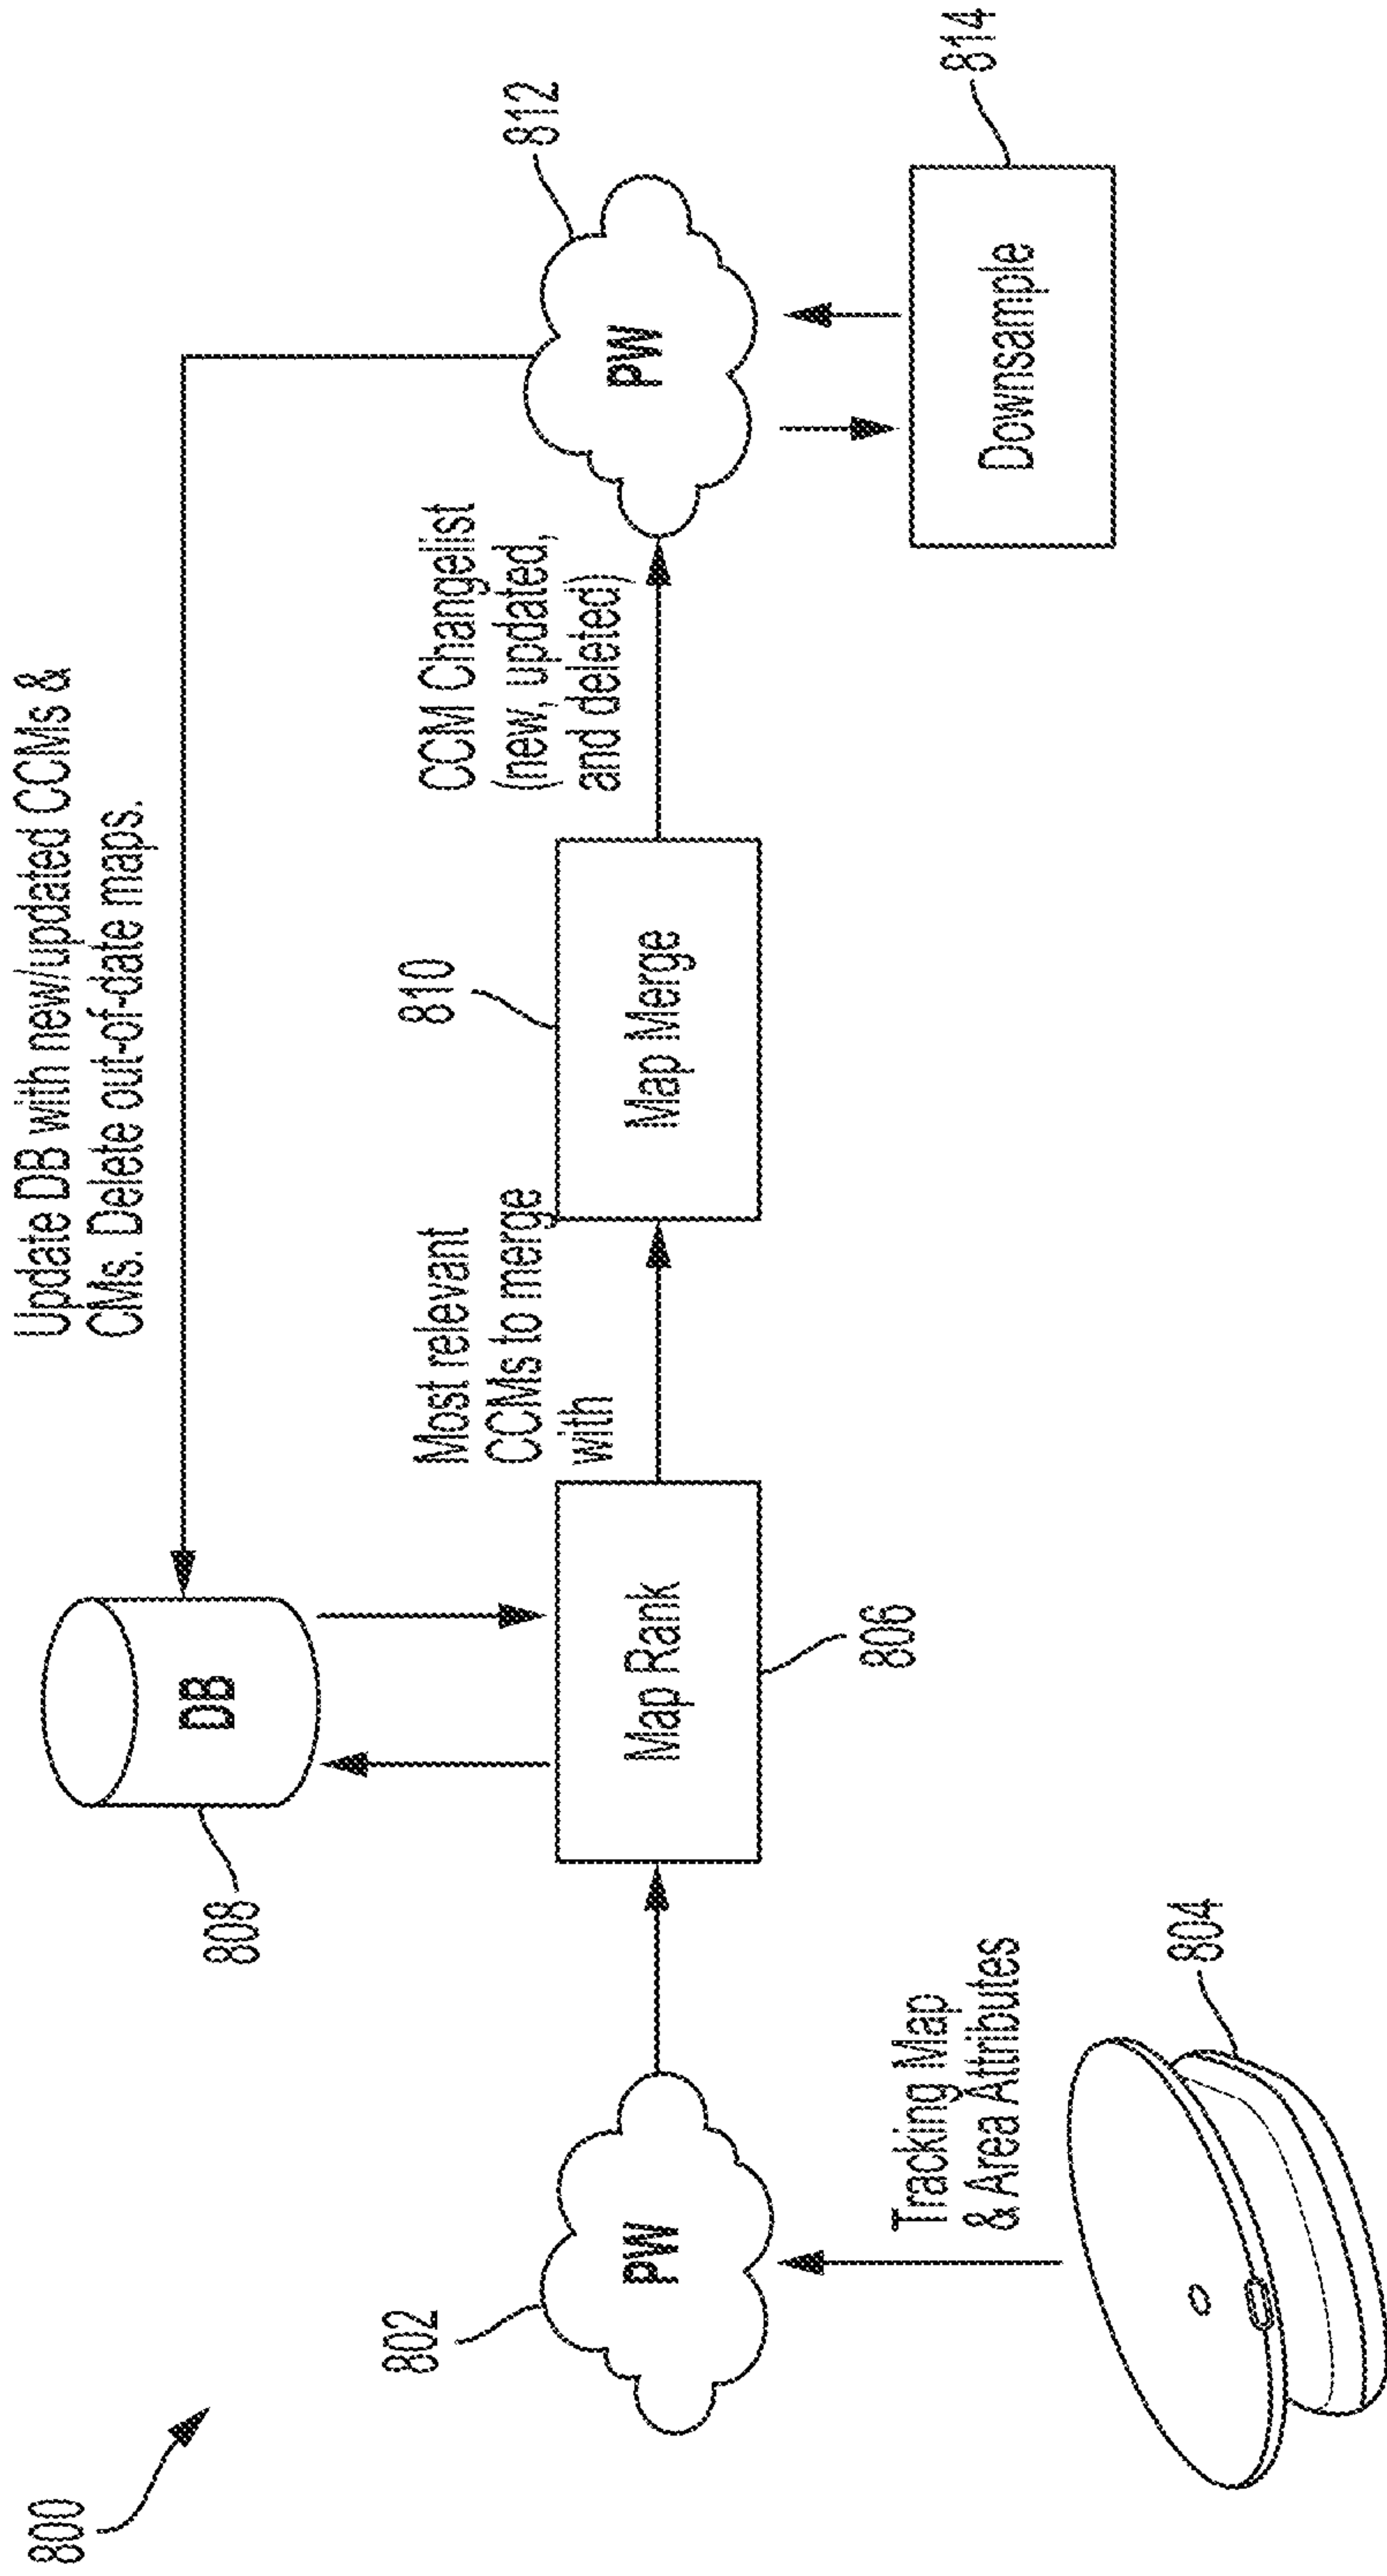 800
Update DB with new/updated CCMs &
CMs. Delete out-of-date maps.
808
DB
802
PW
Tracking Map
& Area Attributes
804
Map Rank
806
Most relevant
CCMs to merge
with
810
Map Merge
CCM Changelist
(new, updated,
and deleted)
812
PW
Downsample
814